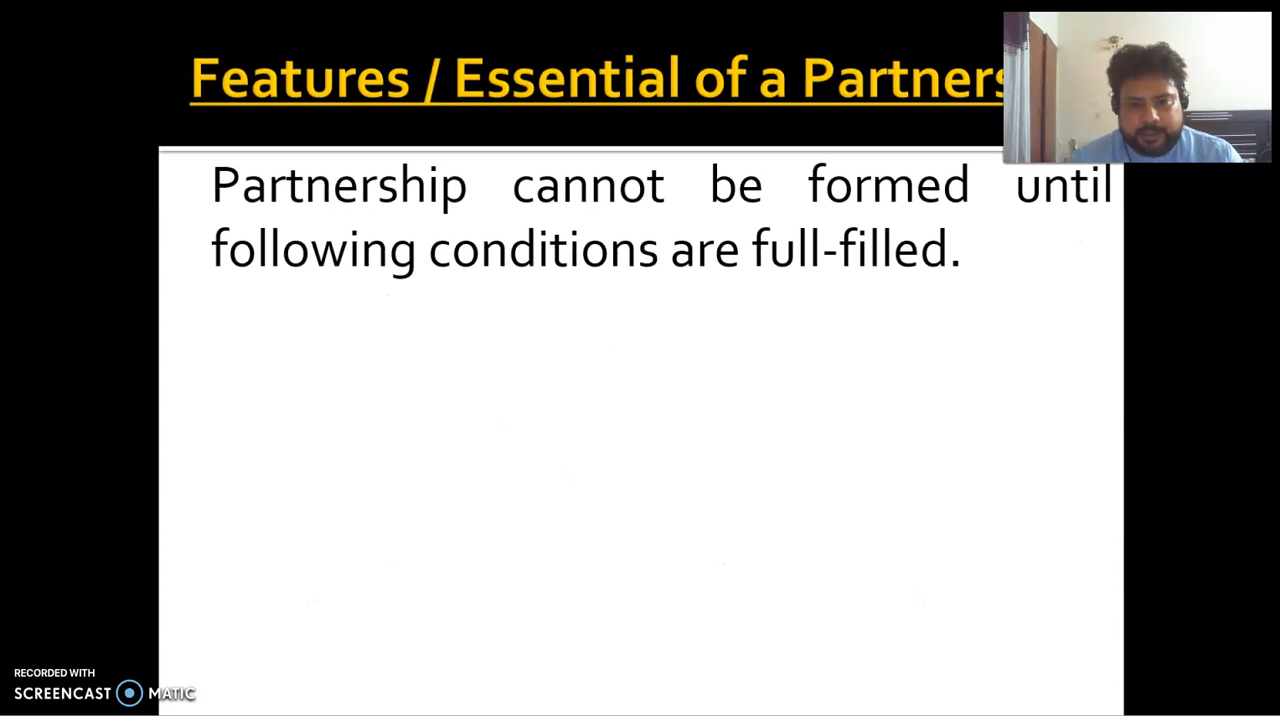 Features / Essential of a Partners
Partnership cannot be formed until
following conditions are full-filled.
RECORDED WITH
SCREENCAST MATIC